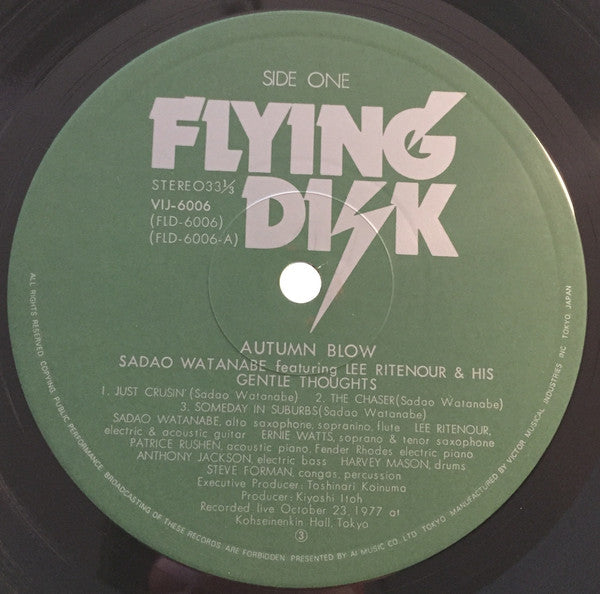 SIDE ONE
FLYING
DISK
STEREO33⅓
VIJ-6006
(FLD-6006)
(FLD-6006-A)
AUTUMN BLOW
SADAO WATANABE featuring LEE RITENOUR & HIS
GENTLE THOUGHTS
1. JUST CRUSIN'(Sadao Watanabe) 2. THE CHASER(Sadao Watanabe)
3. SOMEDAY IN SUBURBS(Sadao Watanabe)
SADAO WATANABE, alto saxophone, sopranino, flute LEE RITENOUR,
electric & acoustic guitar ERNIE WATTS, soprano & tenor saxophone
PATRICE RUSHEN, acoustic piano, Fender Rhodes electric piano
ANTHONY JACKSON, electric bass HARVEY MASON, drums
STEVE FORMAN, congas, percussion
Executive Producer: Toshinari Koinuma
Producer: Kiyoshi Itoh
Recorded live October 23, 1977 at
Kohseinenkin Hall, Tokyo
③
ALL RIGHTS RESERVED. COPYING, PUBLIC PERFORMANCE, BROADCASTING OF THESE RECORDS ARE FORBIDDEN. PRESENTED BY AI MUSIC CO., LTD. TOKYO. MANUFACTURED BY VICTOR MUSICAL INDUSTRIES INC TOKYO, JAPAN